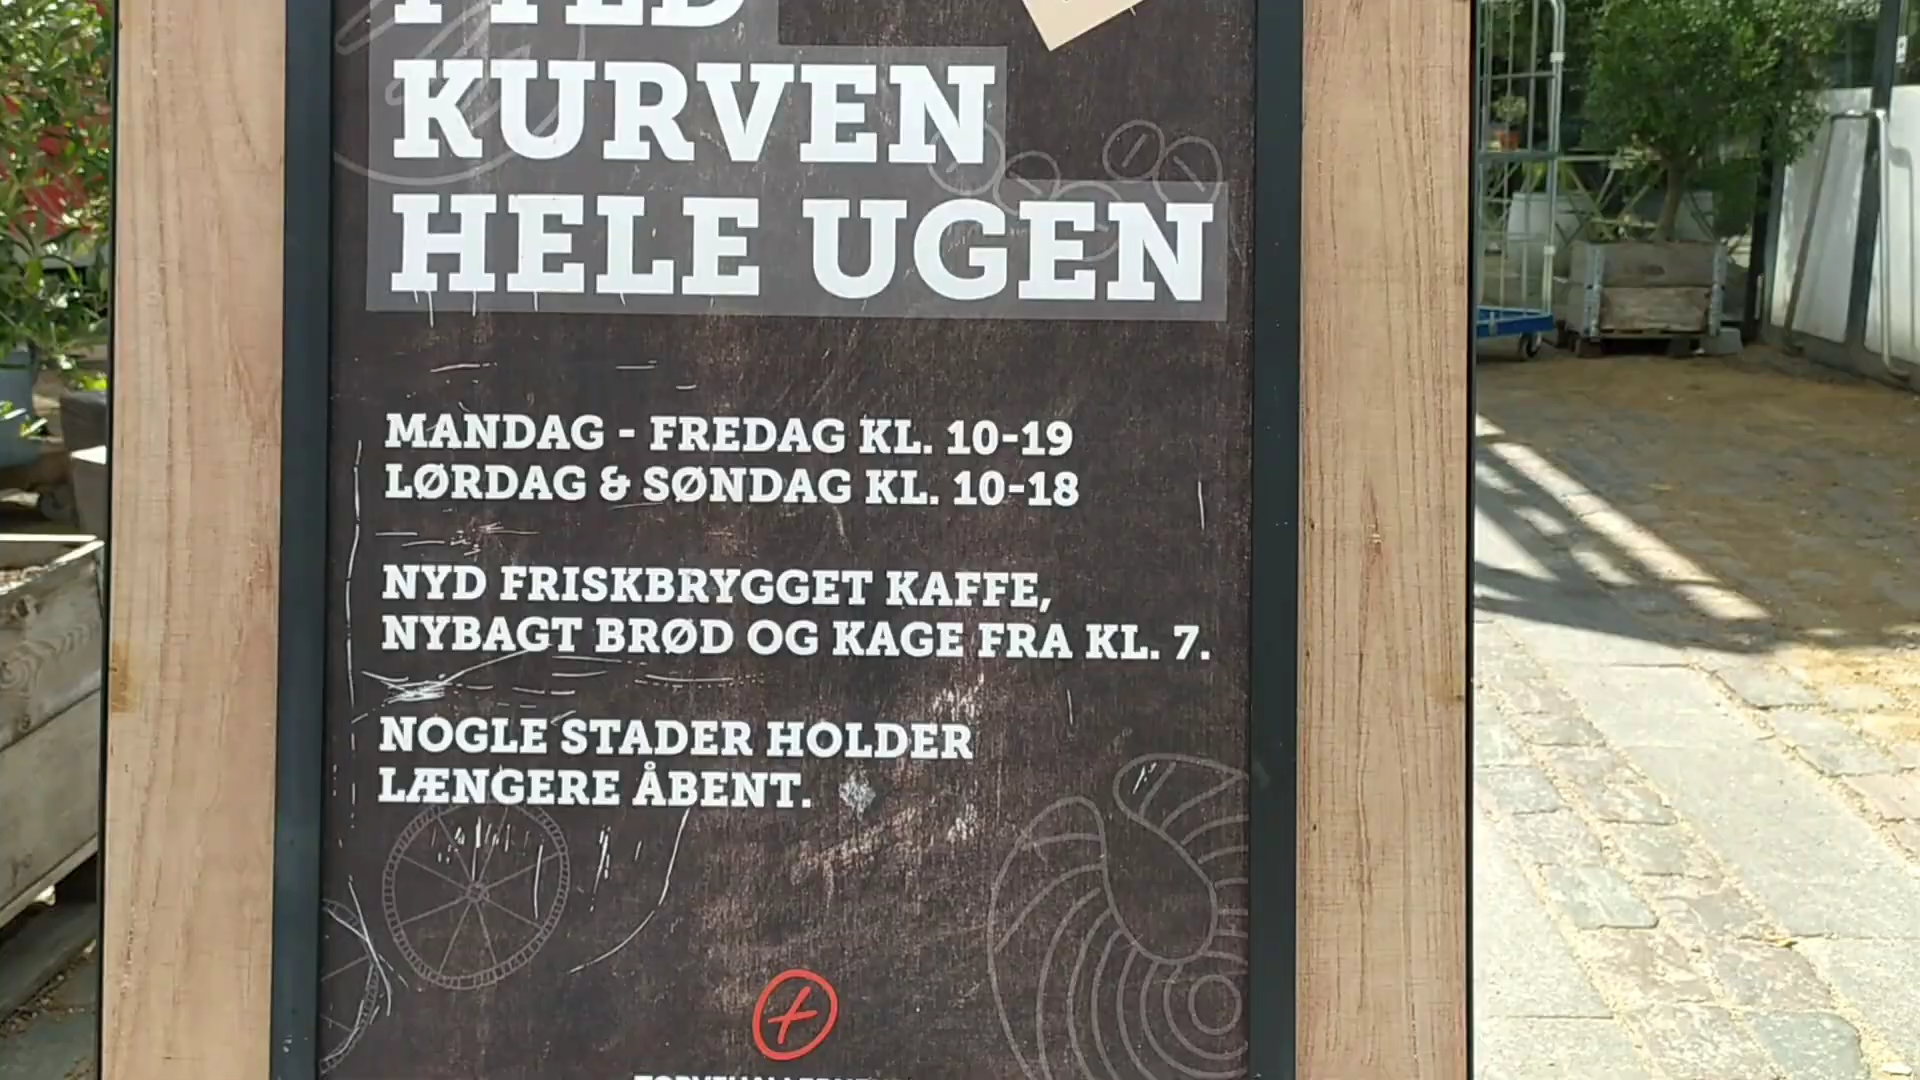 FYLD
KURVEN
HELE UGEN
MANDAG - FREDAG KL. 10-19
LØRDAG & SØNDAG KL. 10-18
NYD FRISKBRYGGET KAFFE,
NYBAGT BRØD OG KAGE FRA KL. 7.
NOGLE STADER HOLDER
LÆNGERE ÅBENT.